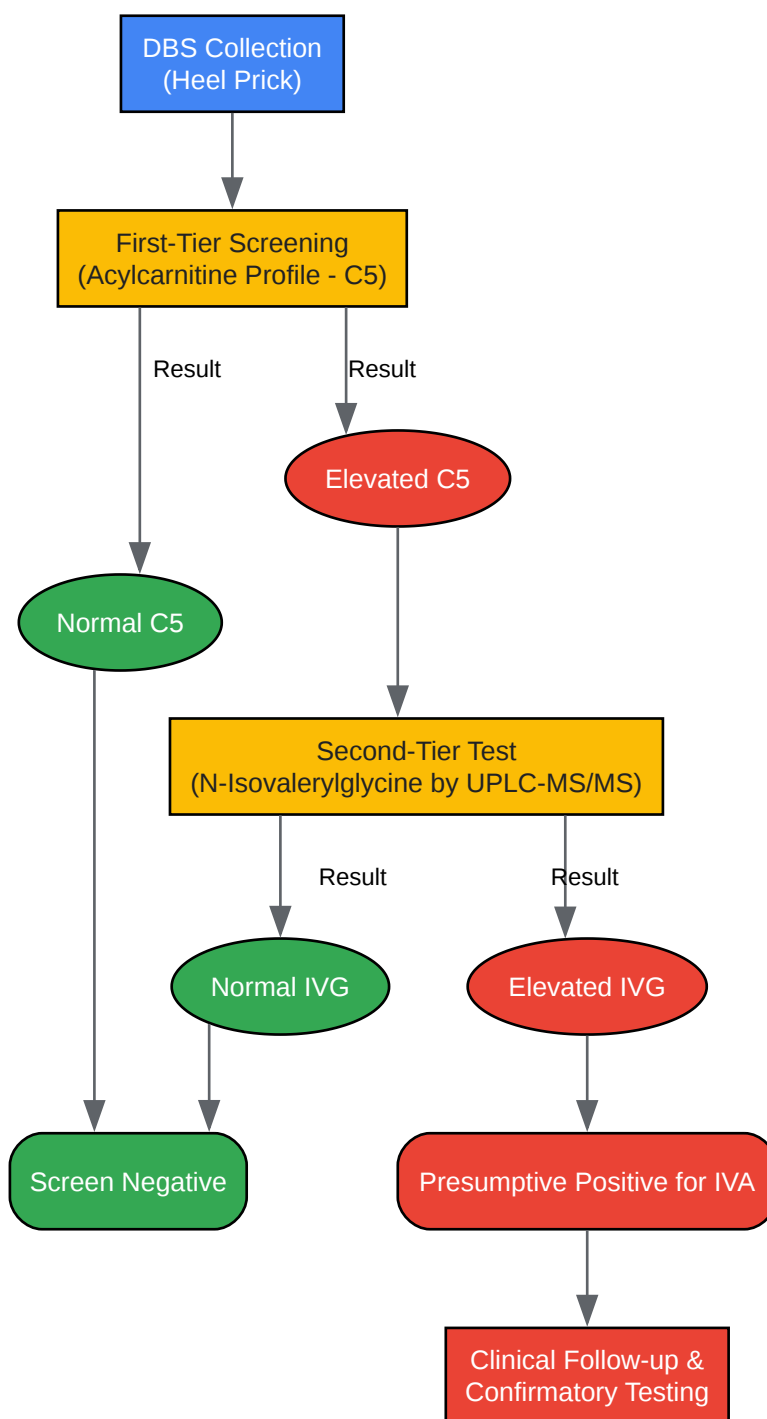 DBS Collection
(Heel Prick)
First-Tier Screening
(Acylcarnitine Profile - C5)
Result
Result
Elevated C5
Normal C5
Second-Tier Test
(N-Isovalerylglycine by UPLC-MS/MS)
Result
Result
Normal IVG
Elevated IVG
Screen Negative
Presumptive Positive for IVA
Clinical Follow-up &
Confirmatory Testing